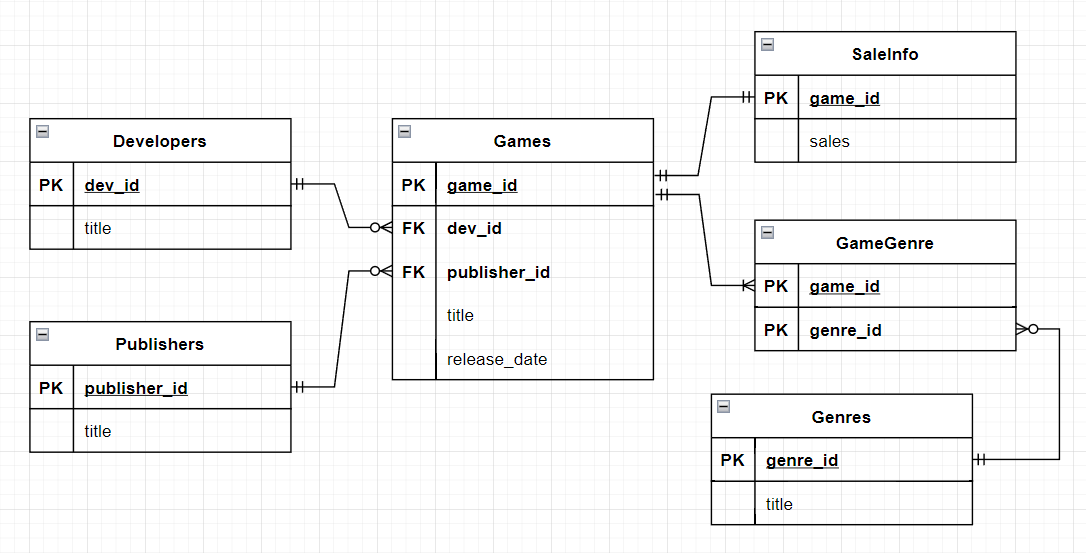 Developers
PK dev_id
title
Publishers
PK publisher_id
title
Games
PK game_id
FK dev_id
FK publisher_id
title
release_date
SaleInfo
PK game_id
sales
GameGenre
PK game_id
PK genre_id
Genres
PK genre_id
title